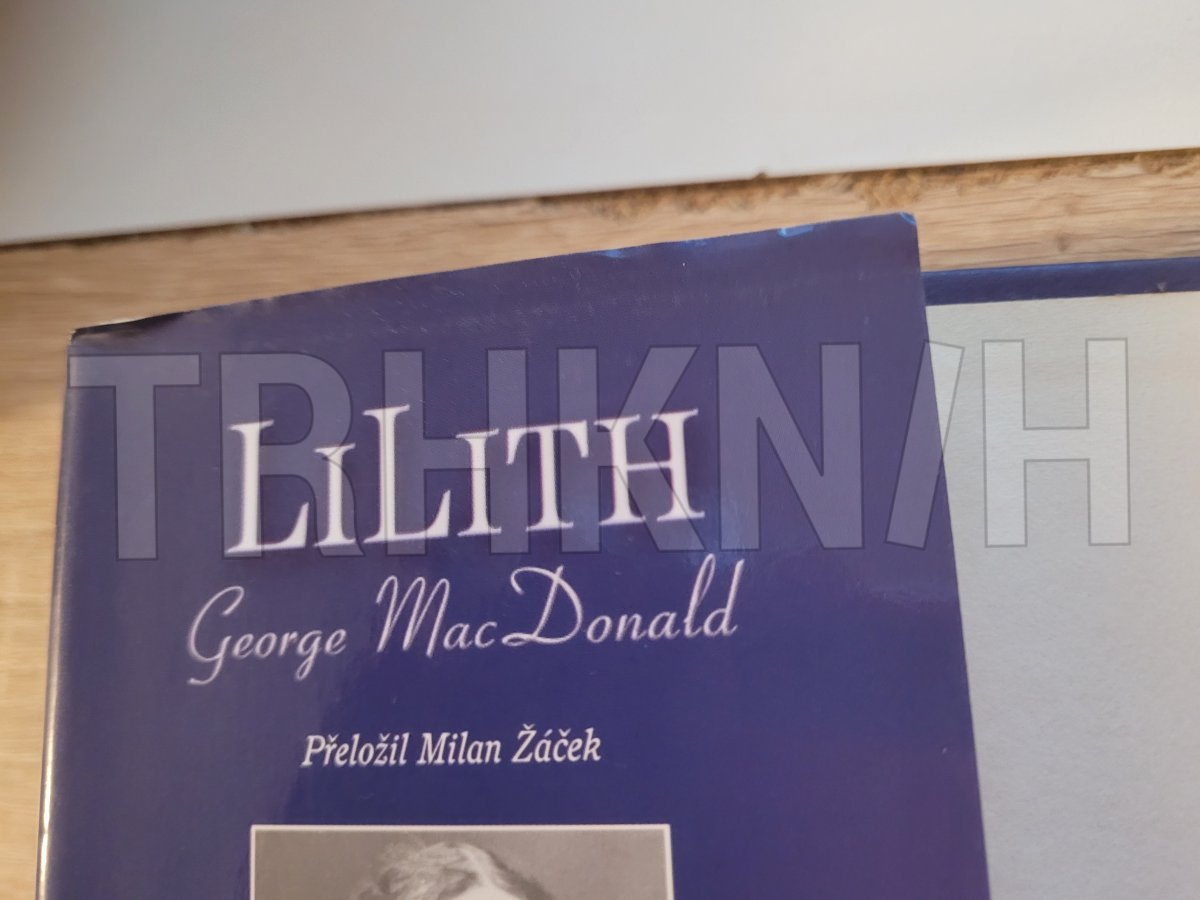 TRHKNIH
LILITH
George MacDonald
Přeložil Milan Žáček